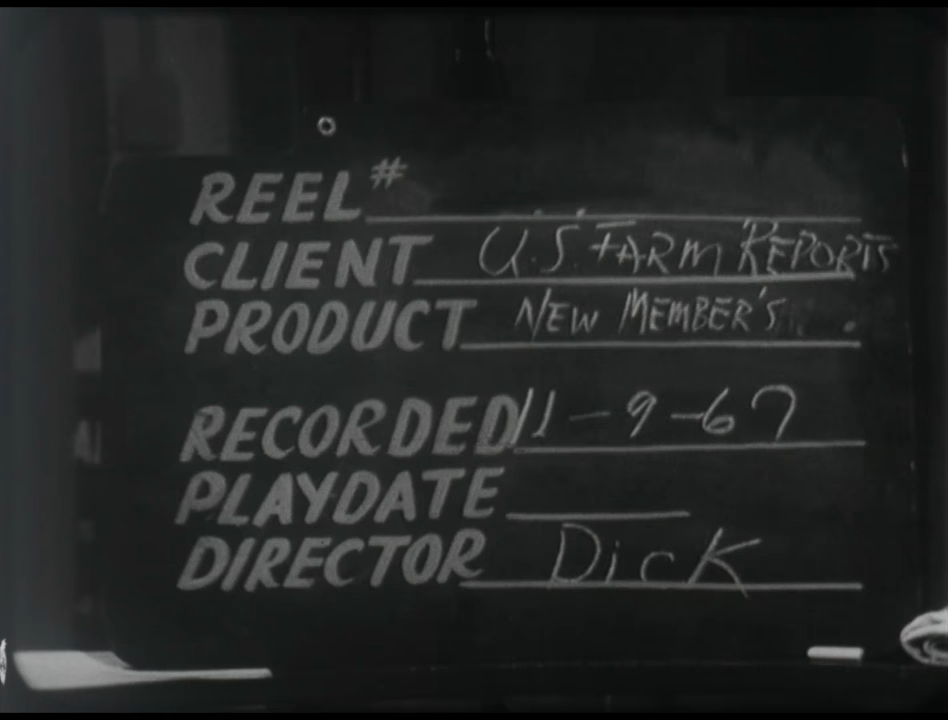 REEL #
CLIENT U.S. FARM REPORTS
PRODUCT NEW MEMBER'S
RECORDED 11-9-67
PLAYDATE
DIRECTOR Dick